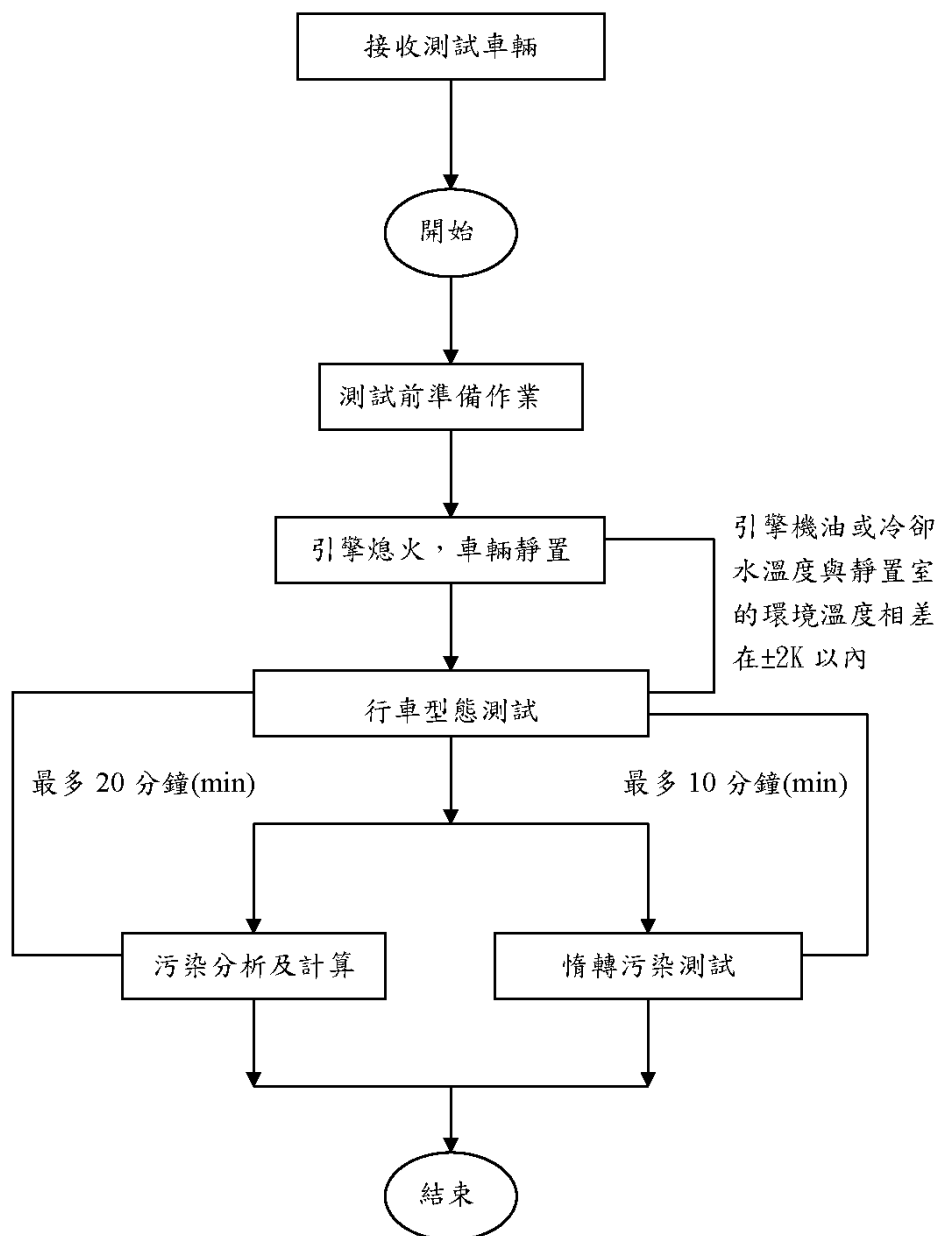 接收測試車輛
開始
測試前準備作業
引擎熄火，車輛靜置
引擎機油或冷卻
水溫度與靜置室
的環境溫度相差
在±2K 以內
行車型態測試
最多 20 分鐘(min)
最多 10 分鐘(min)
污染分析及計算
惰轉污染測試
結束